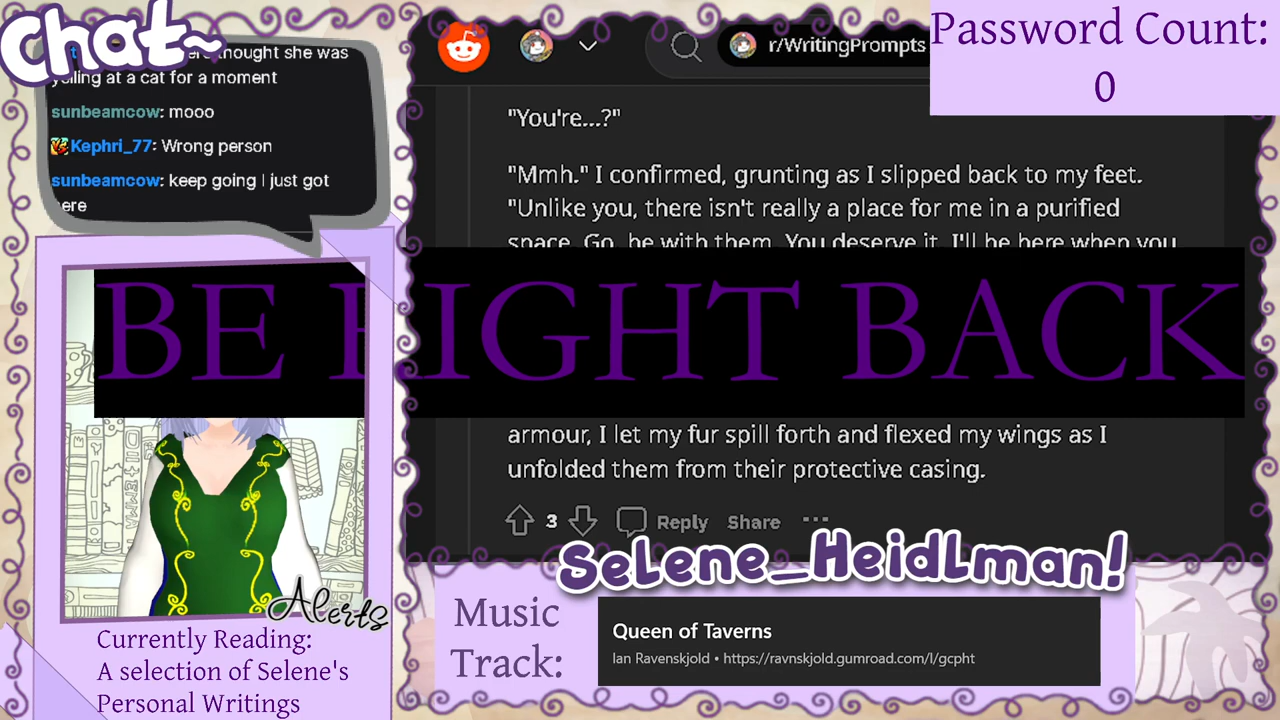 Chat~
thought she was
yelling at a cat for a moment
sunbeamcow: mooo
Kephri_77: Wrong person
sunbeamcow: keep going I just got
here
r/WritingPrompts
Password Count:
0
"You're...?"
"Mmh." I confirmed, grunting as I slipped back to my feet.
"Unlike you, there isn't really a place for me in a purified
space. Go, be with them. You deserve it. I'll be here when you
BE RIGHT BACK
armour, I let my fur spill forth and flexed my wings as I
unfolded them from their protective casing.
3
Reply
Share
Selene_Heidlman!
Alerts
Currently Reading:
A selection of Selene's
Personal Writings
Music
Track:
Queen of Taverns
Ian Ravenskjold • https://ravnskjold.gumroad.com/l/gcpht